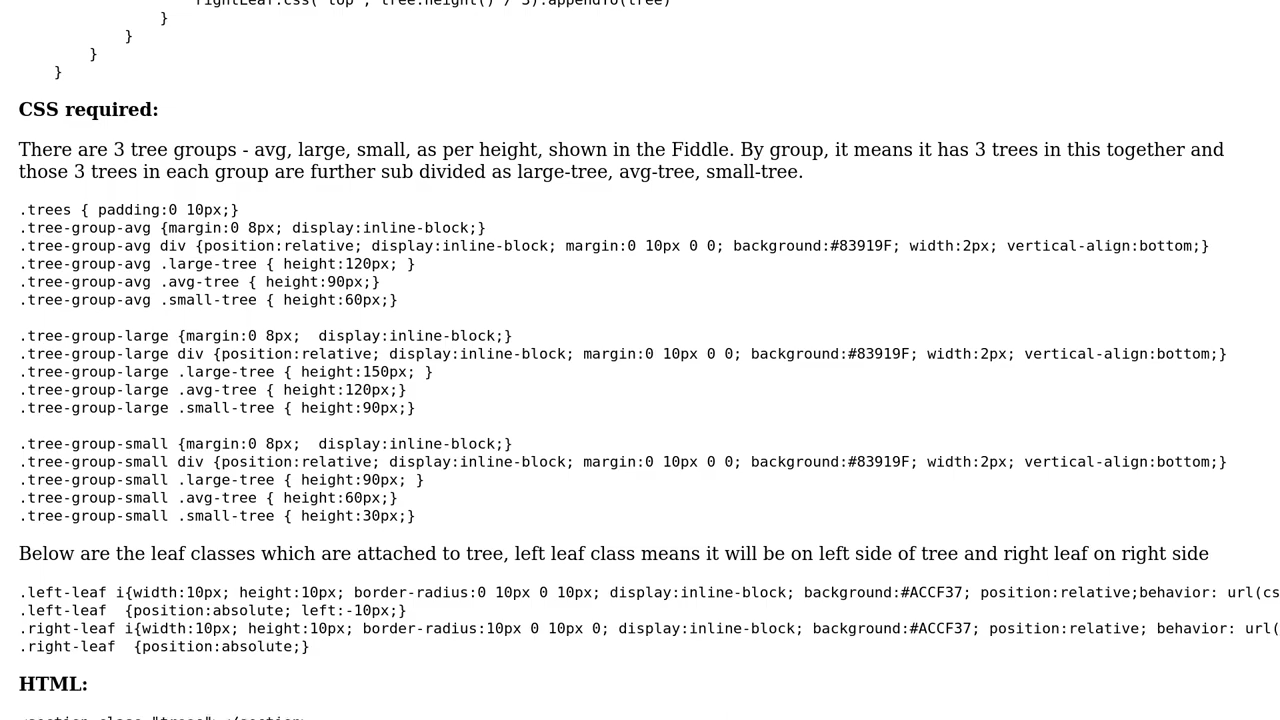 rightLeaf.css('top', tree.height() / 3).appendTo(tree)
}
}
}
}
CSS required:
There are 3 tree groups - avg, large, small, as per height, shown in the Fiddle. By group, it means it has 3 trees in this together and
those 3 trees in each group are further sub divided as large-tree, avg-tree, small-tree.
.trees { padding:0 10px;}
.tree-group-avg {margin:0 8px; display:inline-block;}
.tree-group-avg div {position:relative; display:inline-block; margin:0 10px 0 0; background:#83919F; width:2px; vertical-align:bottom;}
.tree-group-avg .large-tree { height:120px; }
.tree-group-avg .avg-tree { height:90px;}
.tree-group-avg .small-tree { height:60px;}
.tree-group-large {margin:0 8px;  display:inline-block;}
.tree-group-large div {position:relative; display:inline-block; margin:0 10px 0 0; background:#83919F; width:2px; vertical-align:bottom;}
.tree-group-large .large-tree { height:150px; }
.tree-group-large .avg-tree { height:120px;}
.tree-group-large .small-tree { height:90px;}
.tree-group-small {margin:0 8px;  display:inline-block;}
.tree-group-small div {position:relative; display:inline-block; margin:0 10px 0 0; background:#83919F; width:2px; vertical-align:bottom;}
.tree-group-small .large-tree { height:90px; }
.tree-group-small .avg-tree { height:60px;}
.tree-group-small .small-tree { height:30px;}
Below are the leaf classes which are attached to tree, left leaf class means it will be on left side of tree and right leaf on right side
.left-leaf i{width:10px; height:10px; border-radius:0 10px 0 10px; display:inline-block; background:#ACCF37; position:relative;behavior: url(cs
.left-leaf  {position:absolute; left:-10px;}
.right-leaf i{width:10px; height:10px; border-radius:10px 0 10px 0; display:inline-block; background:#ACCF37; position:relative; behavior: url(
.right-leaf  {position:absolute;}
HTML:
<section class="trees"></section>